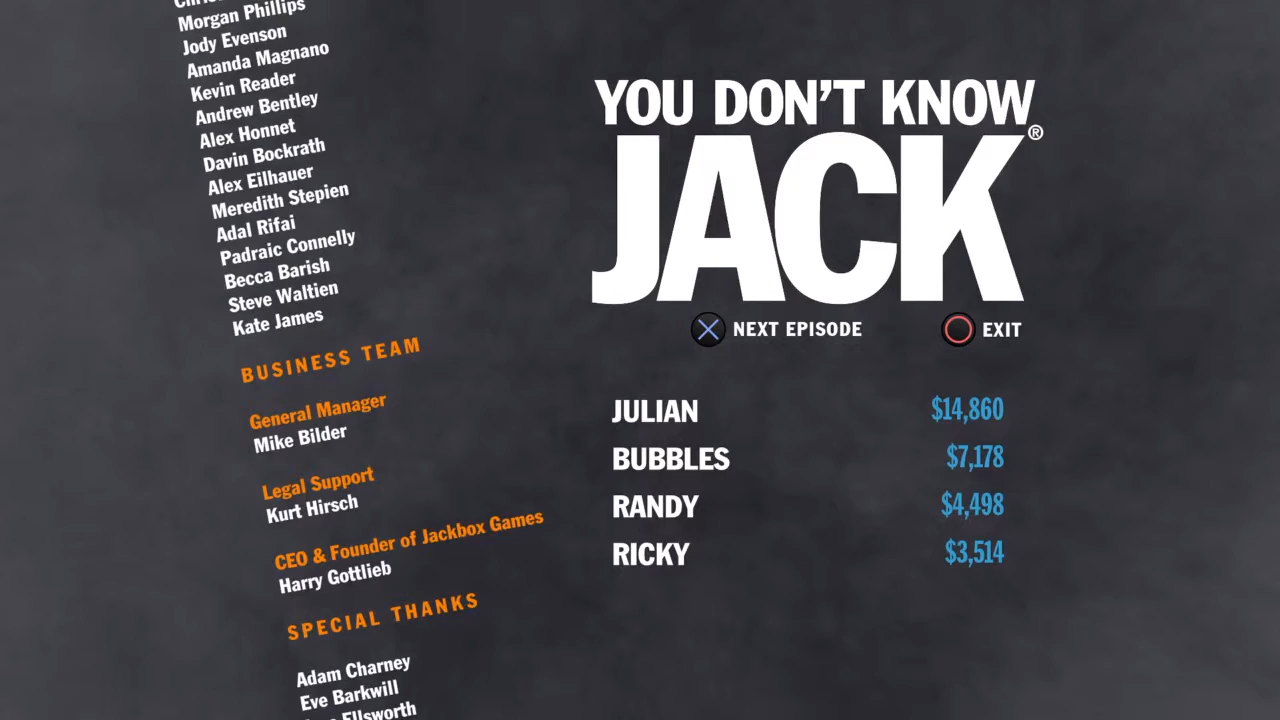 Morgan Phillips
Jody Evenson
Amanda Magnano
Kevin Reader
Andrew Bentley
Alex Honnet
Davin Bockrath
Alex Eilhauer
Meredith Stepien
Adal Rifai
Padraic Connelly
Becca Barish
Steve Waltien
Kate James
BUSINESS TEAM
General Manager
Mike Bilder
Legal Support
Kurt Hirsch
CEO & Founder of Jackbox Games
Harry Gottlieb
SPECIAL THANKS
Adam Charney
Eve Barkwill
Ellsworth
YOU DON'T KNOW
JACK®
NEXT EPISODE EXIT
JULIAN $14,860
BUBBLES $7,178
RANDY $4,498
RICKY $3,514